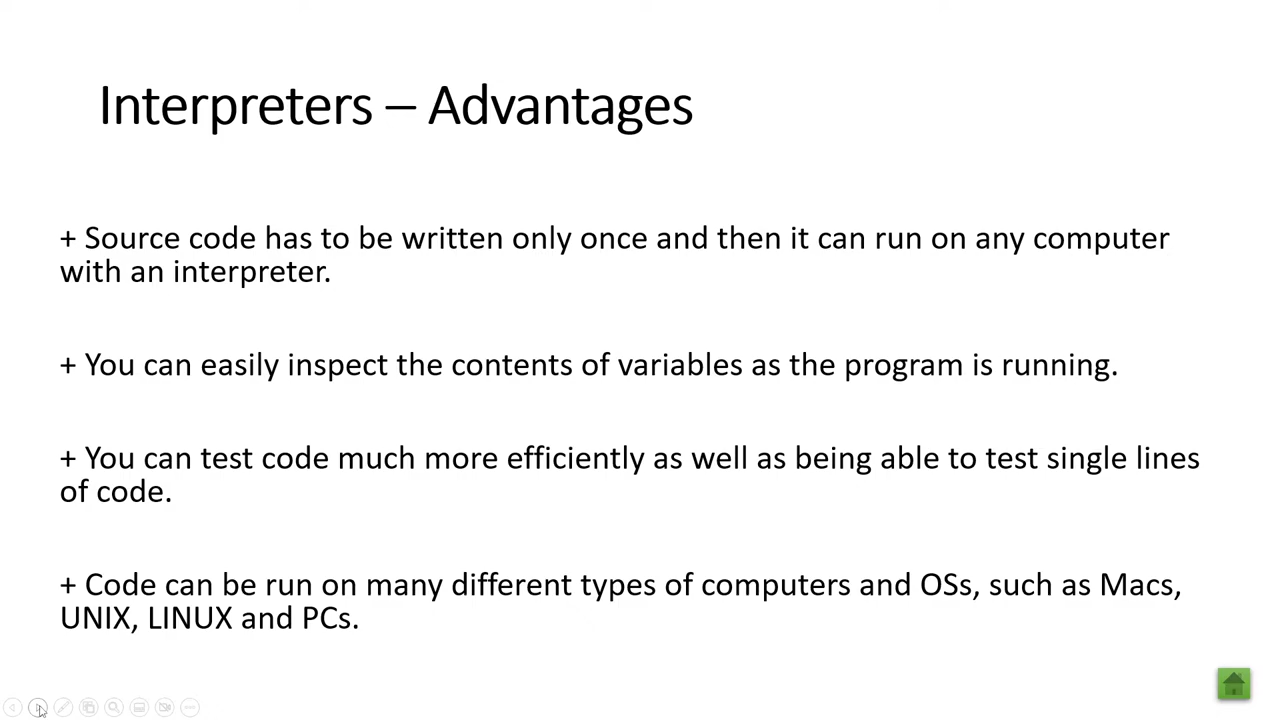 Interpreters – Advantages
+ Source code has to be written only once and then it can run on any computer
with an interpreter.
+ You can easily inspect the contents of variables as the program is running.
+ You can test code much more efficiently as well as being able to test single lines
of code.
+ Code can be run on many different types of computers and OSs, such as Macs,
UNIX, LINUX and PCs.